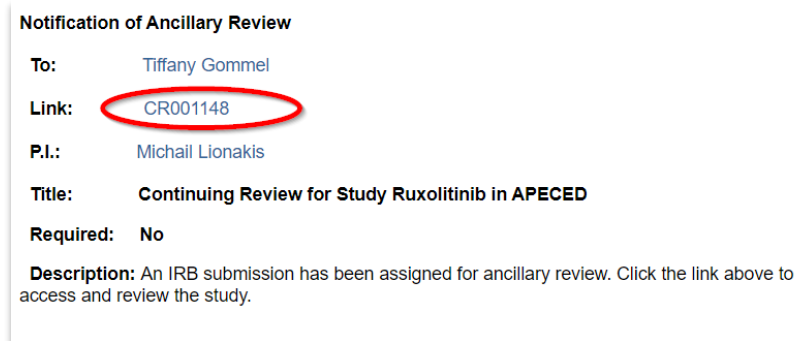 Notification of Ancillary Review
To: Tiffany Gommel
Link: CR001148
P.I.: Michail Lionakis
Title: Continuing Review for Study Ruxolitinib in APECED
Required: No
Description: An IRB submission has been assigned for ancillary review. Click the link above to
access and review the study.